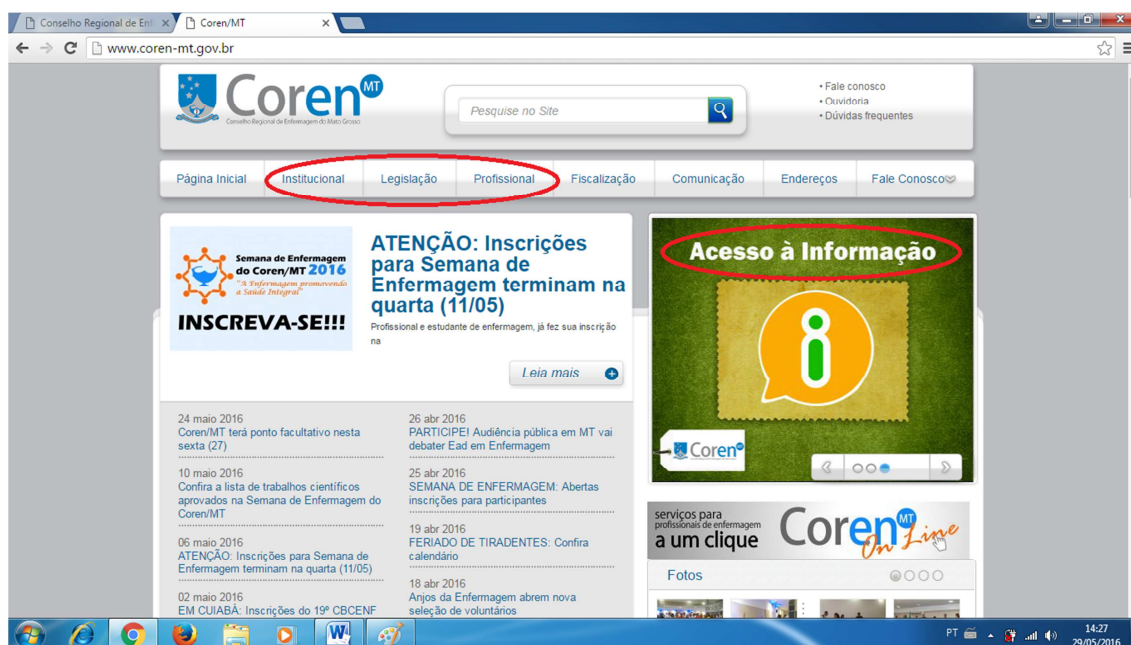 Conselho Regional de Enf
Coren/MT
www.coren-mt.gov.br
Coren MT
Conselho Regional de Enfermagem do Mato Grosso
Pesquise no Site
• Fale conosco
• Ouvidoria
• Dúvidas frequentes
Página Inicial Institucional Legislação Profissional Fiscalização Comunicação Endereços Fale Conosco
Semana de Enfermagem
do Coren/MT 2016
"A Enfermagem promovendo
a Saúde Integral"
INSCREVA-SE!!!
ATENÇÃO: Inscrições
para Semana de
Enfermagem terminam na
quarta (11/05)
Profissional e estudante de enfermagem, já fez sua inscrição
na
Leia mais
Acesso à Informação
i
Coren
24 maio 2016
Coren/MT terá ponto facultativo nesta
sexta (27)
10 maio 2016
Confira a lista de trabalhos científicos
aprovados na Semana de Enfermagem do
Coren/MT
06 maio 2016
ATENÇÃO: Inscrições para Semana de
Enfermagem terminam na quarta (11/05)
02 maio 2016
EM CUIABÁ: Inscrições do 19º CBCENF
26 abr 2016
PARTICIPE! Audiência pública em MT vai
debater Ead em Enfermagem
25 abr 2016
SEMANA DE ENFERMAGEM: Abertas
inscrições para participantes
19 abr 2016
FERIADO DE TIRADENTES: Confira
calendário
18 abr 2016
Anjos da Enfermagem abrem nova
seleção de voluntários
serviços para
profissionais de enfermagem
a um clique
Coren MT
On Line
Fotos
PT
14:27
29/05/2016